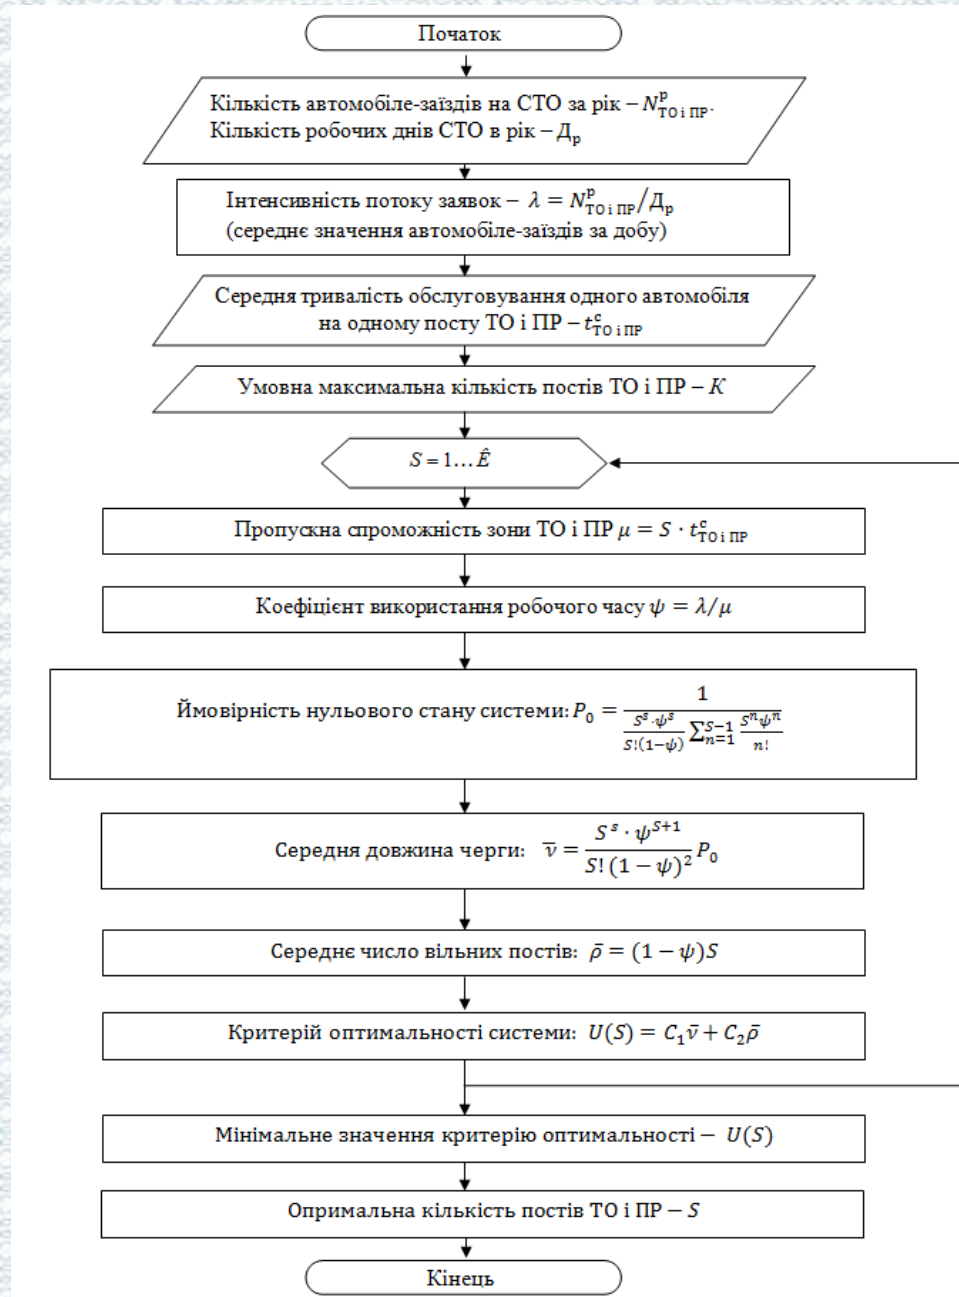 Початок
Кількість автомобіле-заїздів на СТО за рік – N^р_ТО і ПР.
Кількість робочих днів СТО в рік – Д_р
Інтенсивність потоку заявок – λ = N^р_ТО і ПР/Д_р
(середнє значення автомобіле-заїздів за добу)
Середня тривалість обслуговування одного автомобіля
на одному посту ТО і ПР – t^с_ТО і ПР
Умовна максимальна кількість постів ТО і ПР – K
S = 1…Ê
Пропускна спроможність зони ТО і ПР μ = S · t^с_ТО і ПР
Коефіцієнт використання робочого часу ψ = λ/μ
Ймовірність нульового стану системи: P_0 = 1 / ((S^s·ψ^s)/(S!(1−ψ)) ∑_{n=1}^{S−1} (S^n ψ^n)/n!)
Середня довжина черги: ν̅ = (S^s · ψ^{S+1})/(S! (1 − ψ)^2) P_0
Середнє число вільних постів: ρ̅ = (1 − ψ)S
Критерій оптимальності системи: U(S) = C_1ν̅ + C_2ρ̅
Мінімальне значення критерію оптимальності – U(S)
Опримальна кількість постів ТО і ПР – S
Кінець